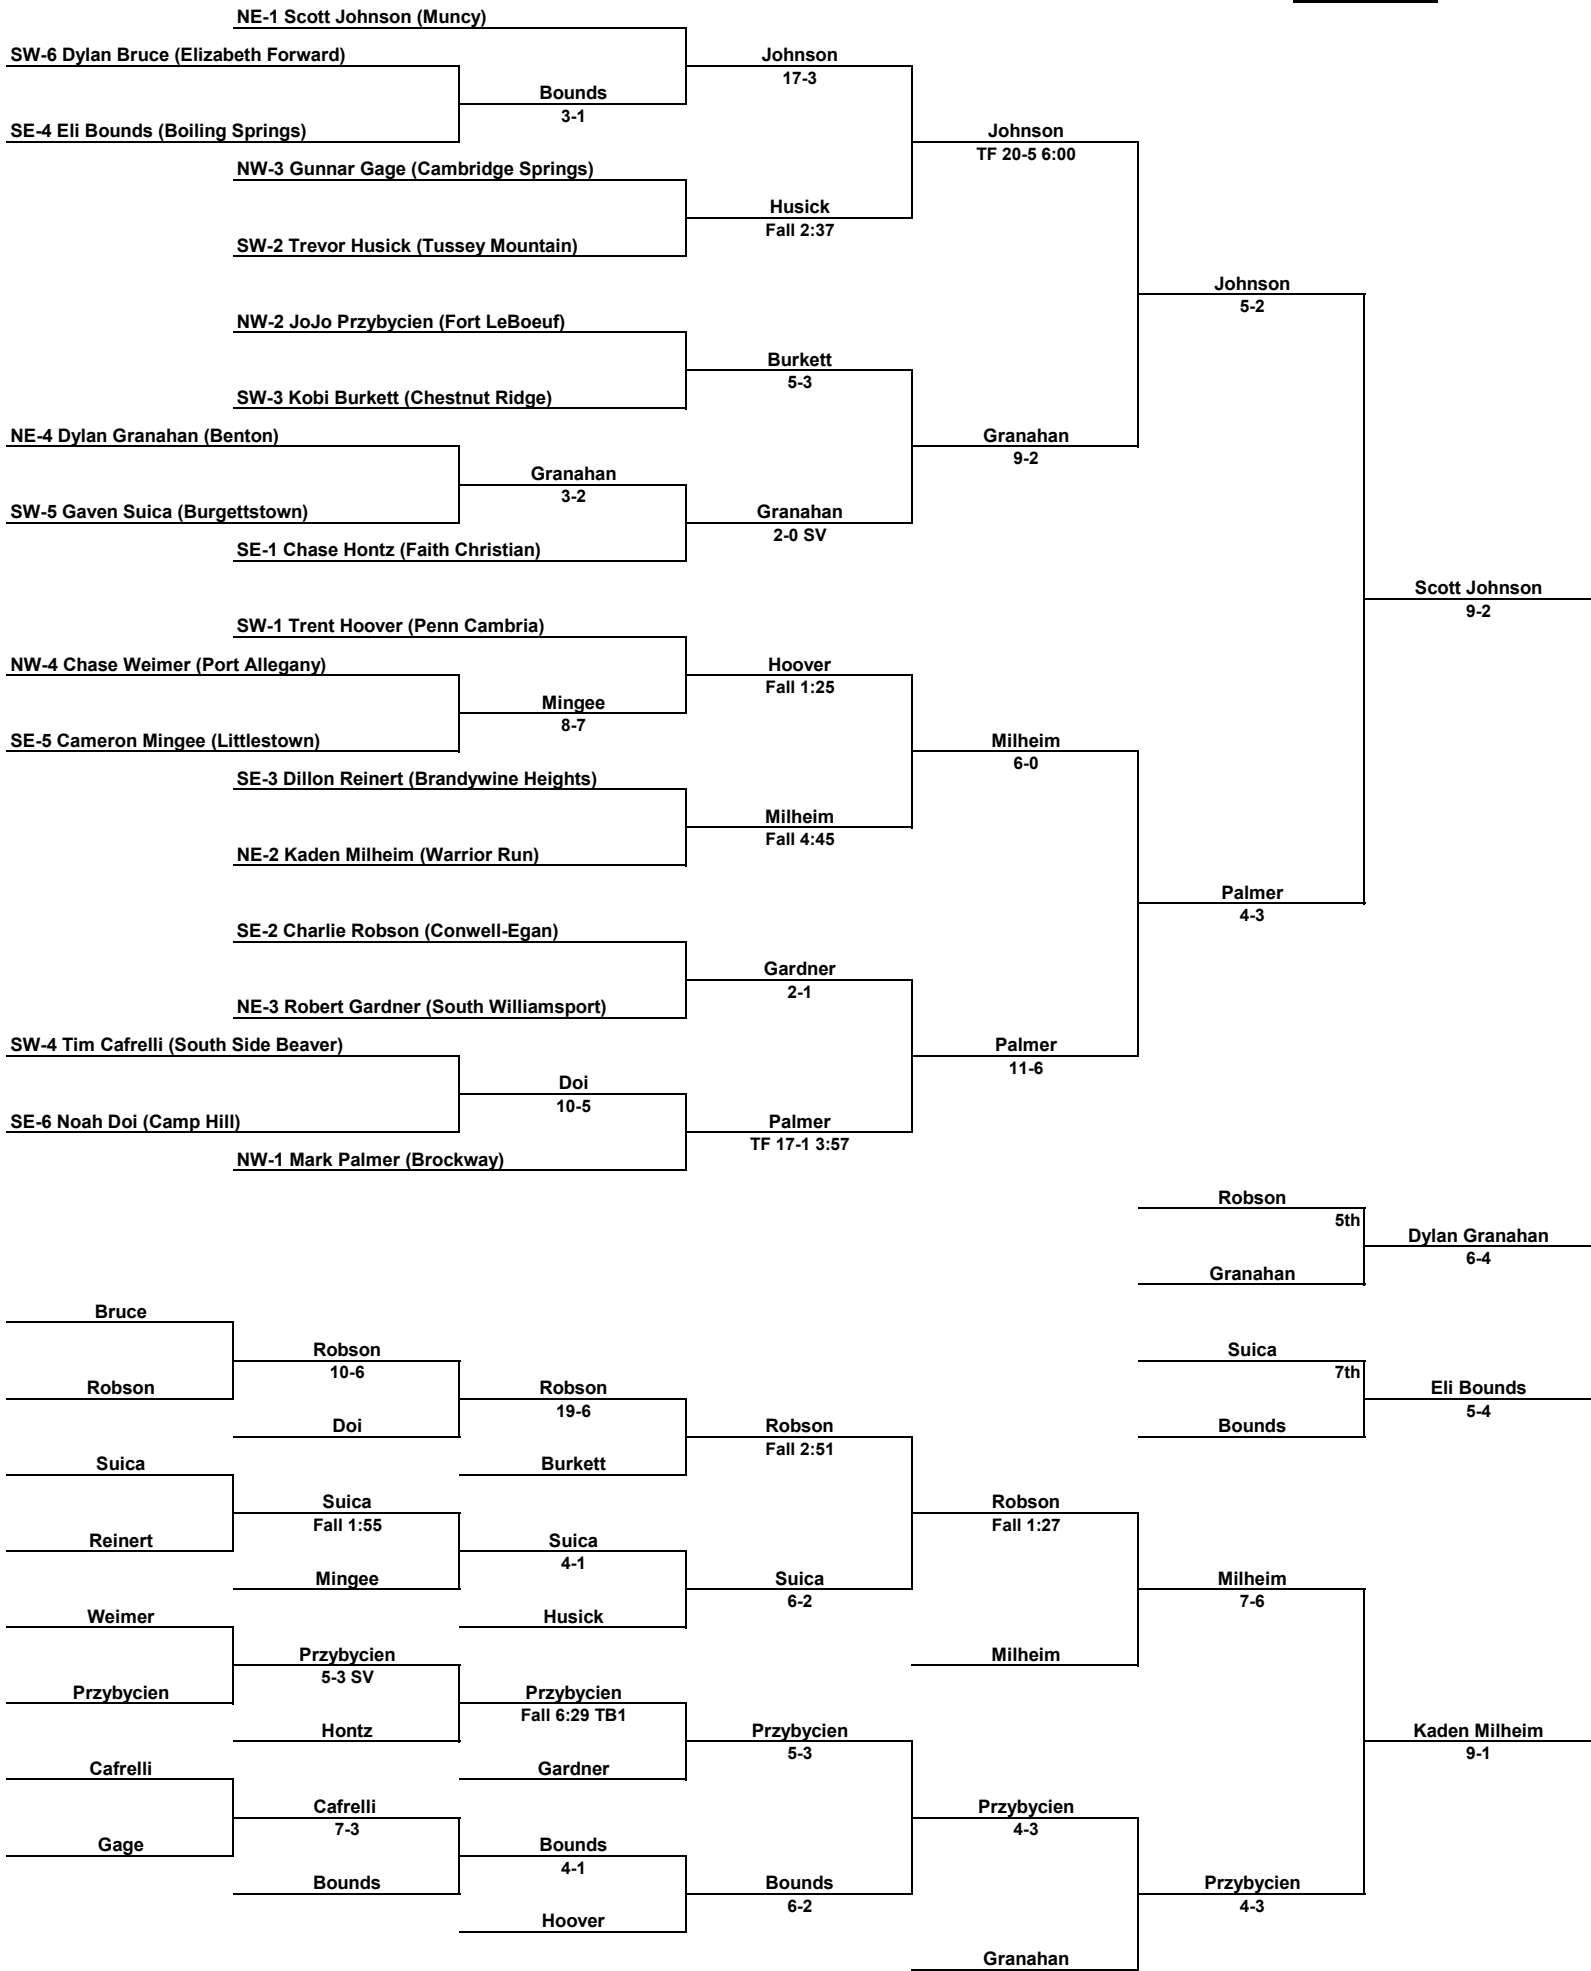 NE-1 Scott Johnson (Muncy)
SW-6 Dylan Bruce (Elizabeth Forward)
Johnson
17-3
Bounds
3-1
SE-4 Eli Bounds (Boiling Springs)
Johnson
TF 20-5 6:00
NW-3 Gunnar Gage (Cambridge Springs)
Husick
Fall 2:37
SW-2 Trevor Husick (Tussey Mountain)
Johnson
5-2
NW-2 JoJo Przybycien (Fort LeBoeuf)
Burkett
5-3
SW-3 Kobi Burkett (Chestnut Ridge)
NE-4 Dylan Granahan (Benton)
Granahan
9-2
Granahan
3-2
SW-5 Gaven Suica (Burgettstown)
Granahan
2-0 SV
SE-1 Chase Hontz (Faith Christian)
Scott Johnson
9-2
SW-1 Trent Hoover (Penn Cambria)
NW-4 Chase Weimer (Port Allegany)
Hoover
Fall 1:25
Mingee
8-7
SE-5 Cameron Mingee (Littlestown)
Milheim
6-0
SE-3 Dillon Reinert (Brandywine Heights)
Milheim
Fall 4:45
NE-2 Kaden Milheim (Warrior Run)
Palmer
4-3
SE-2 Charlie Robson (Conwell-Egan)
Gardner
2-1
NE-3 Robert Gardner (South Williamsport)
SW-4 Tim Cafrelli (South Side Beaver)
Palmer
11-6
Doi
10-5
SE-6 Noah Doi (Camp Hill)
Palmer
TF 17-1 3:57
NW-1 Mark Palmer (Brockway)
Robson
5th
Dylan Granahan
6-4
Granahan
Bruce
Robson
10-6
Suica
7th
Robson
Robson
19-6
Eli Bounds
5-4
Doi
Robson
Fall 2:51
Bounds
Suica
Burkett
Suica
Fall 1:55
Robson
Fall 1:27
Reinert
Suica
4-1
Mingee
Suica
6-2
Milheim
7-6
Weimer
Husick
Przybycien
5-3 SV
Milheim
Przybycien
Przybycien
Fall 6:29 TB1
Hontz
Przybycien
5-3
Kaden Milheim
9-1
Cafrelli
Gardner
Cafrelli
7-3
Przybycien
4-3
Gage
Bounds
4-1
Bounds
Bounds
6-2
Przybycien
4-3
Hoover
Granahan